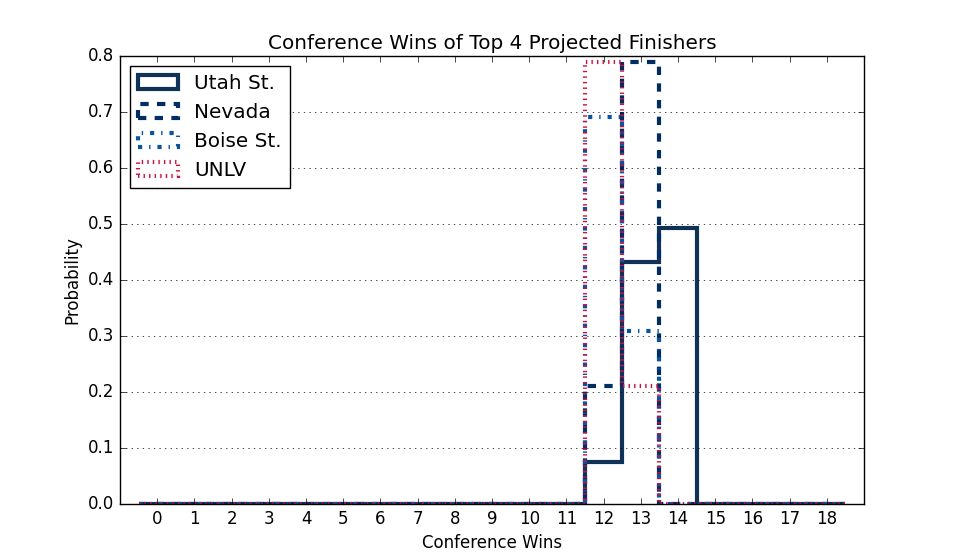 Conference Wins of Top 4 Projected Finishers
Utah St.
Nevada
Boise St.
UNLV
Probability
0.8
0.7
0.6
0.5
0.4
0.3
0.2
0.1
0.0
0 1 2 3 4 5 6 7 8 9 10 11 12 13 14 15 16 17 18
Conference Wins